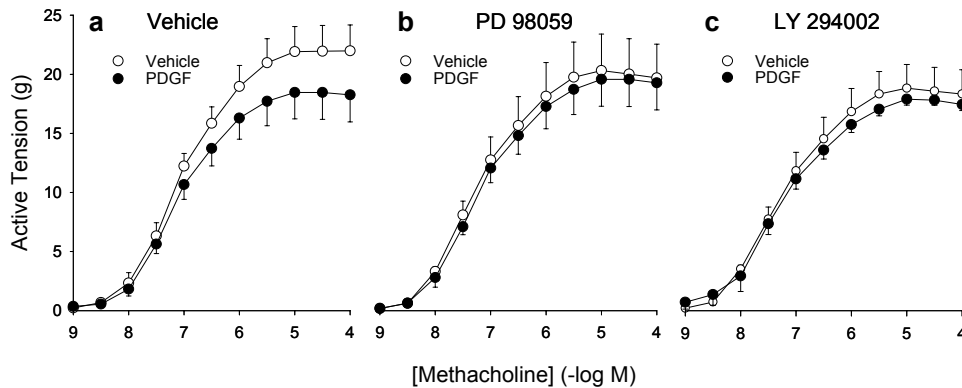 a Vehicle
Vehicle
PDGF
b PD 98059
Vehicle
PDGF
c LY 294002
Vehicle
PDGF
Active Tension (g)
25
20
15
10
5
0
9 8 7 6 5 4
9 8 7 6 5 4
9 8 7 6 5 4
[Methacholine] (-log M)